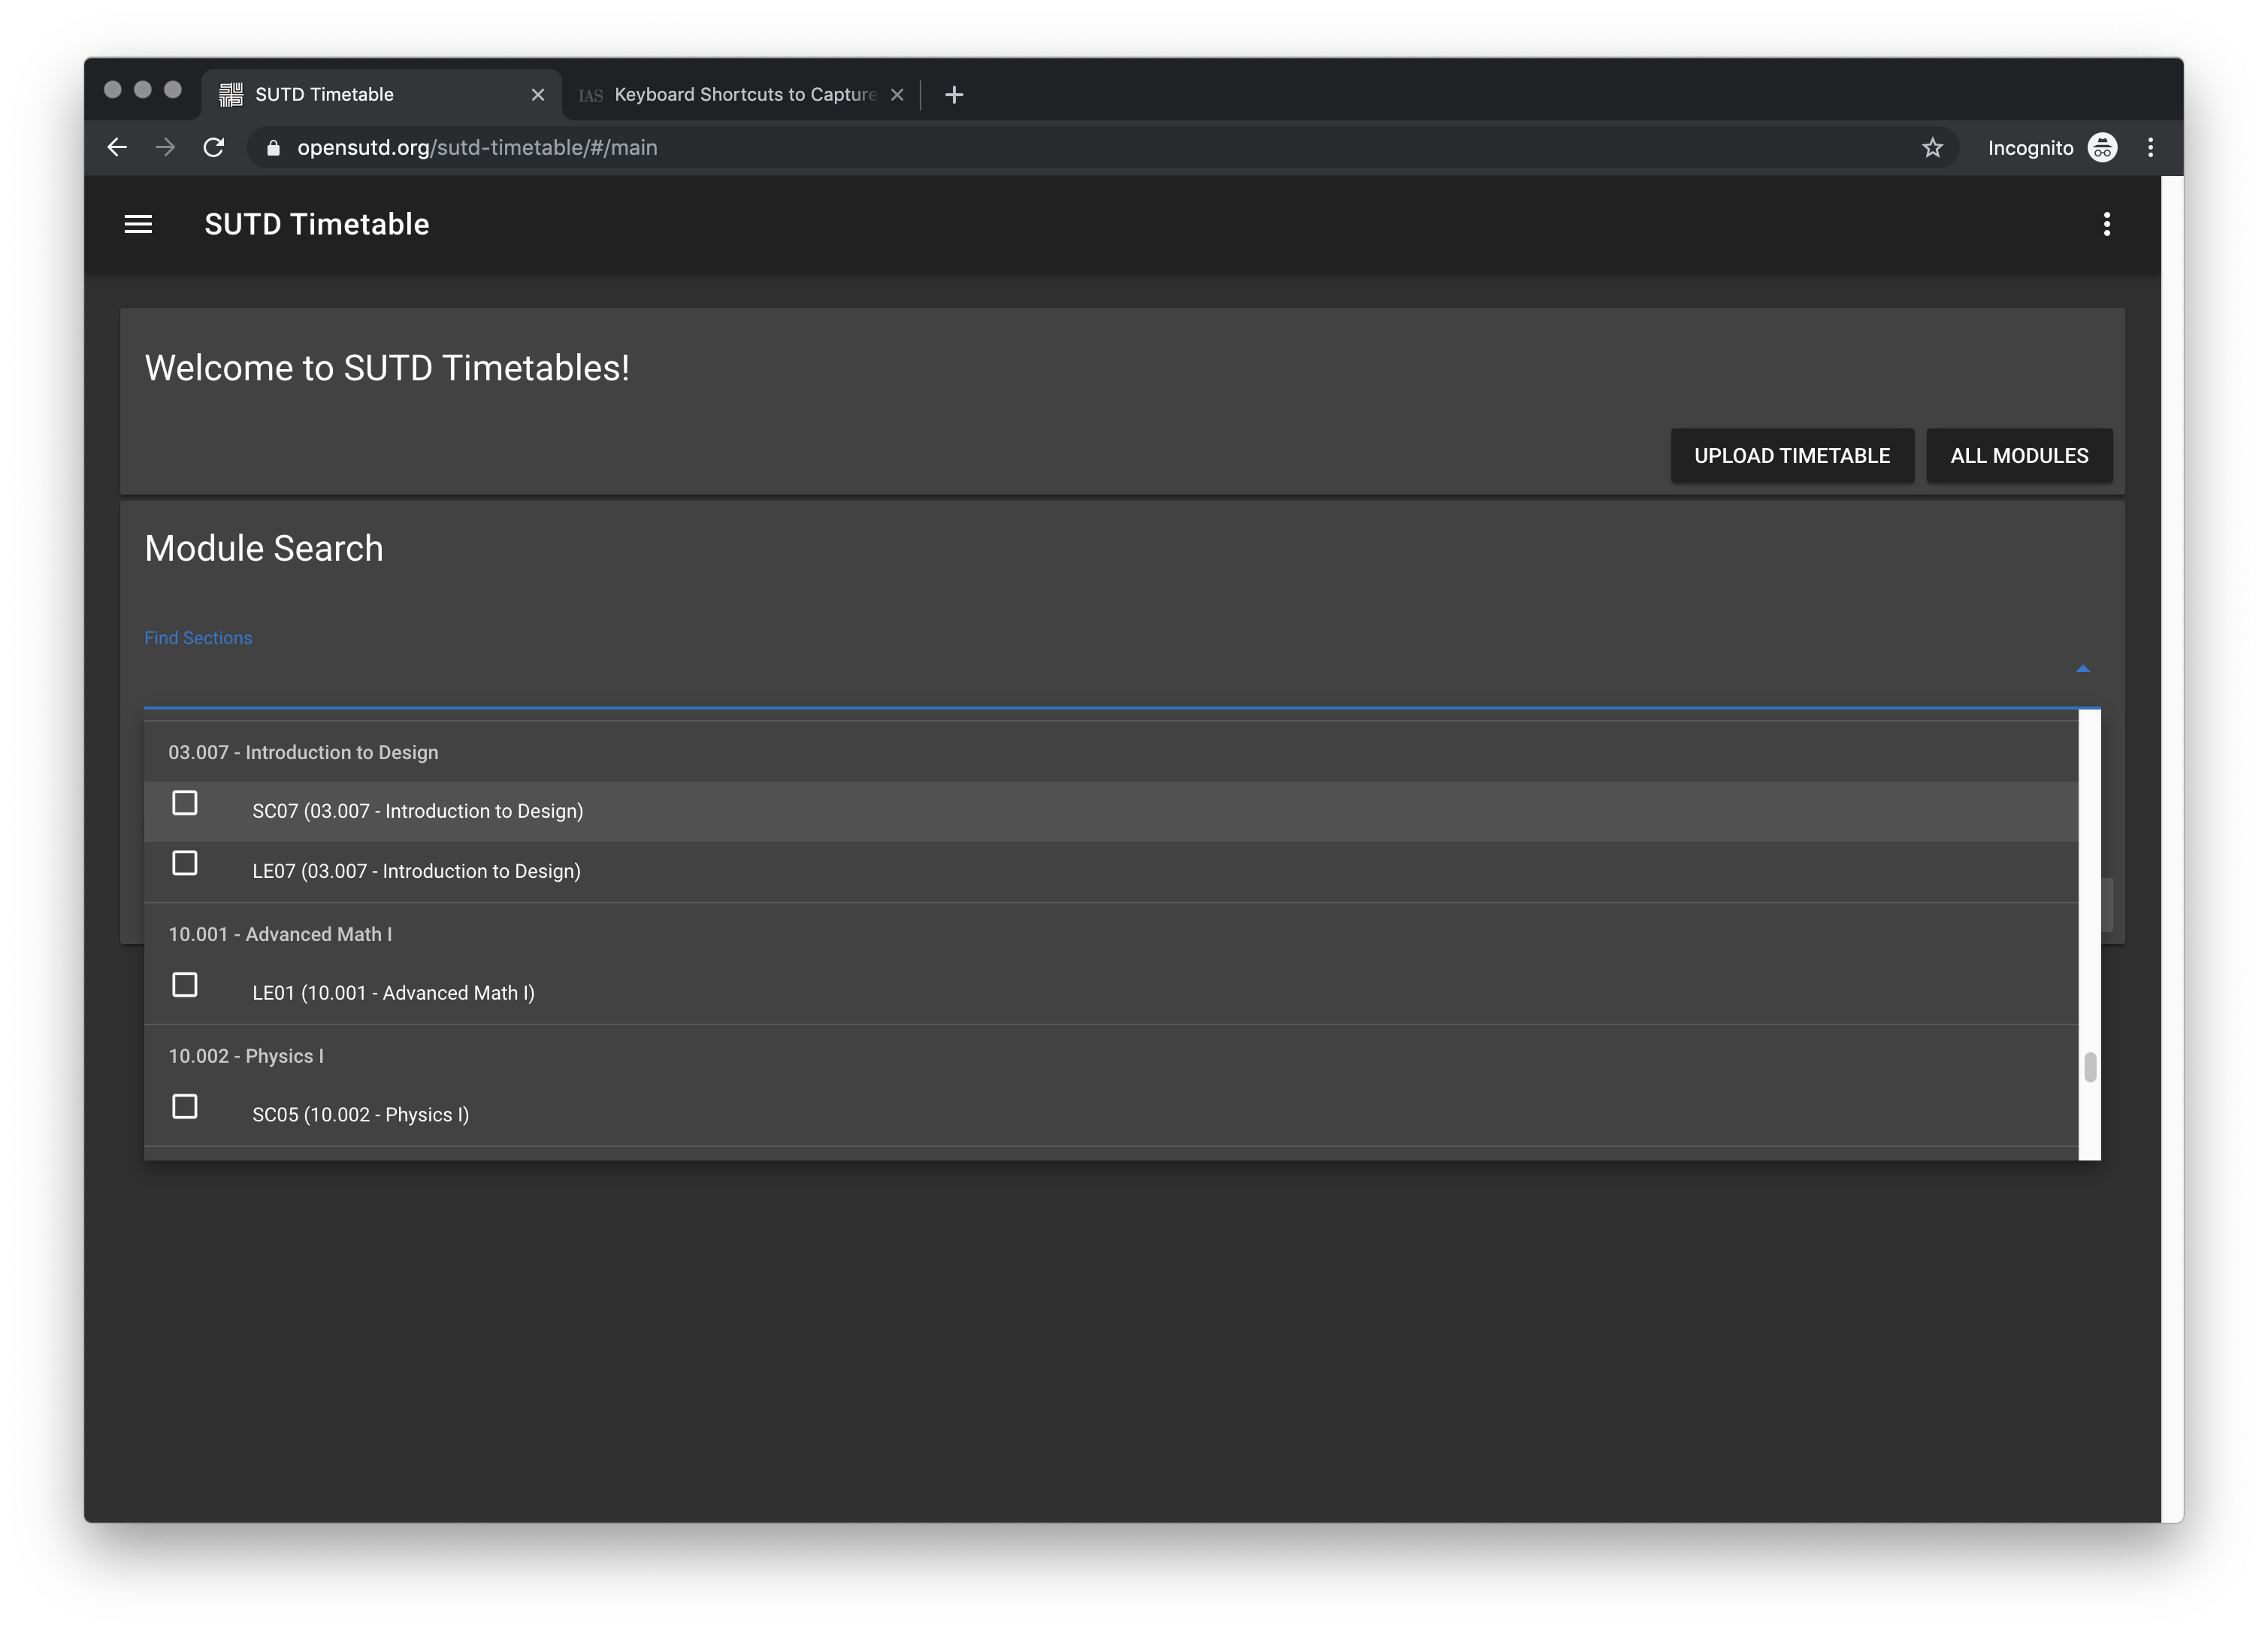 SUTD Timetable
IAS Keyboard Shortcuts to Capture
opensutd.org/sutd-timetable/#/main
Incognito
SUTD Timetable
Welcome to SUTD Timetables!
UPLOAD TIMETABLE
ALL MODULES
Module Search
Find Sections
03.007 - Introduction to Design
SC07 (03.007 - Introduction to Design)
LE07 (03.007 - Introduction to Design)
10.001 - Advanced Math I
LE01 (10.001 - Advanced Math I)
10.002 - Physics I
SC05 (10.002 - Physics I)